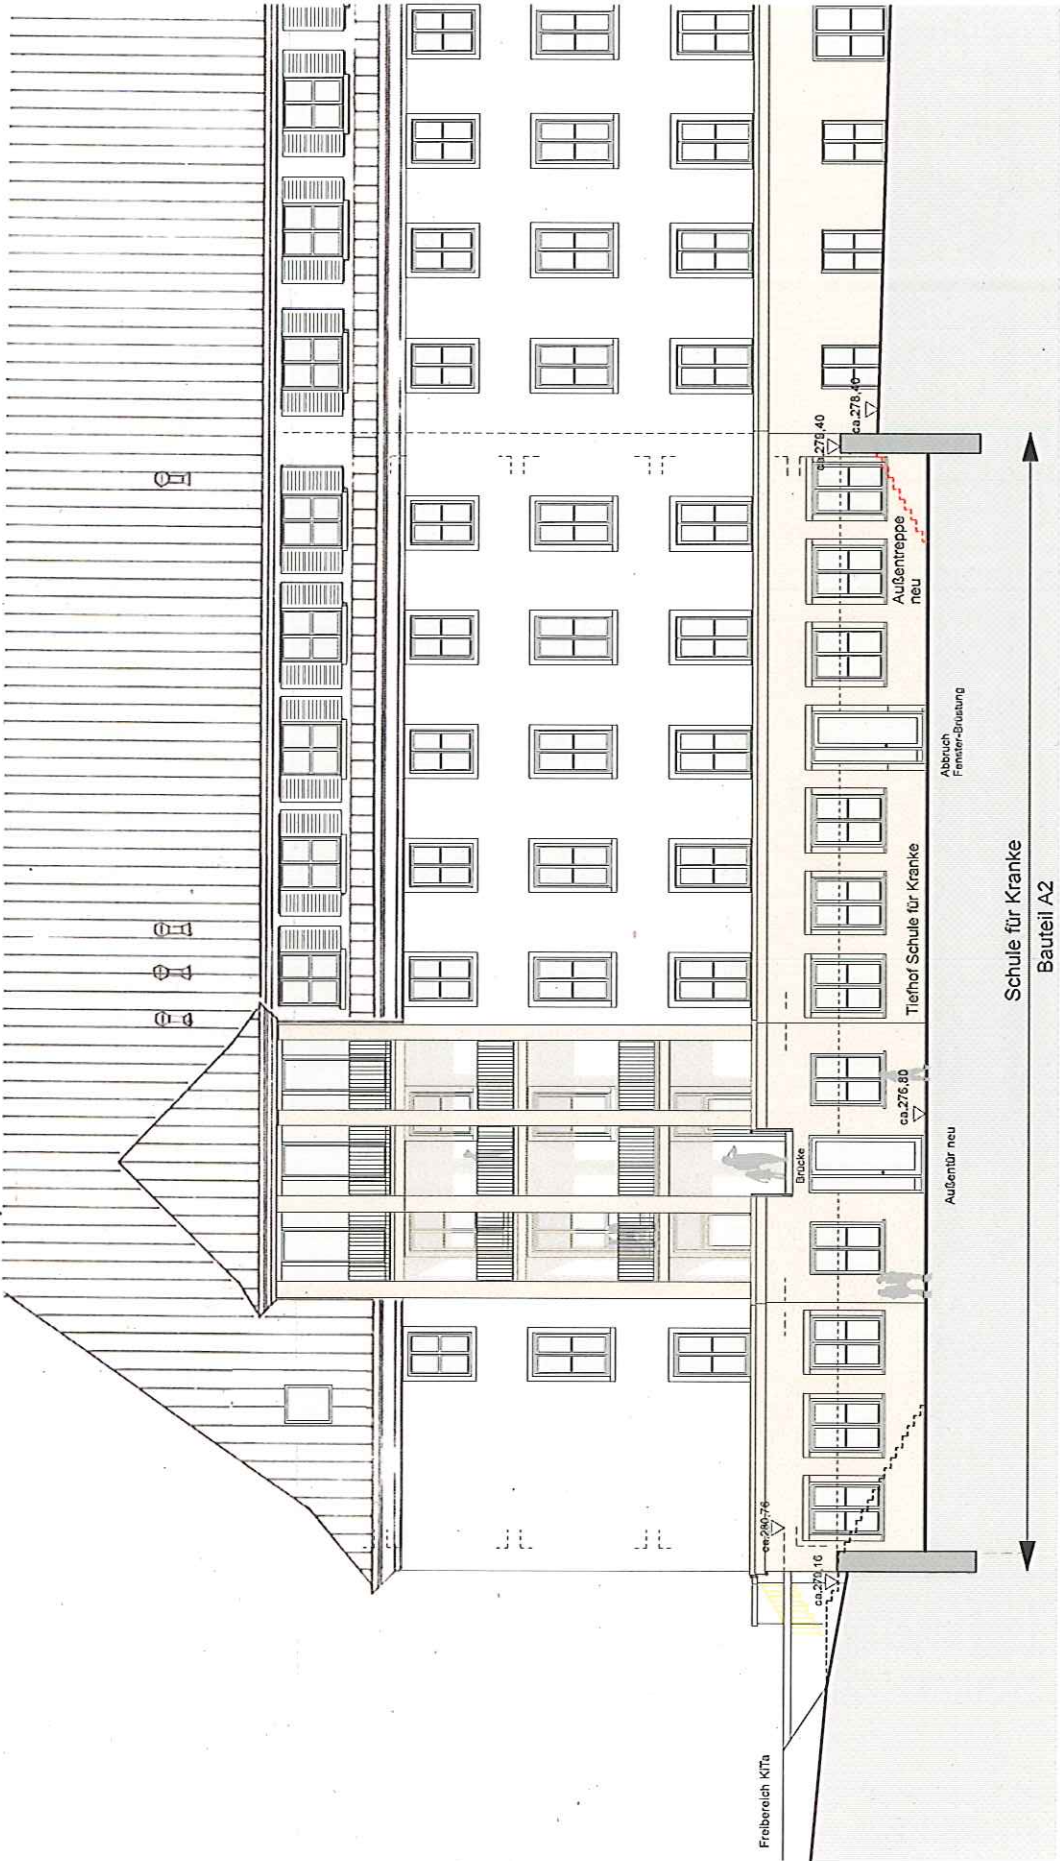 Freibereich KiTa
ca.280,76
ca.279,16
Brücke
Außentür neu
ca.276,80
Tiefhof Schule für Kranke
Abbruch
Fenster-Brüstung
Außentreppe
neu
ca.279,40
ca.278,40
Schule für Kranke
Bauteil A2